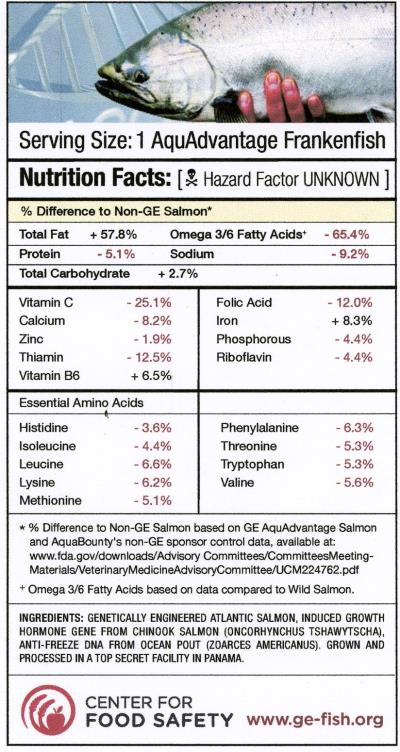 Serving Size: 1 AquAdvantage Frankenfish
Nutrition Facts: [ ☠ Hazard Factor UNKNOWN ]
% Difference to Non-GE Salmon*
Total Fat + 57.8% Omega 3/6 Fatty Acids+ - 65.4%
Protein - 5.1% Sodium - 9.2%
Total Carbohydrate + 2.7%
Vitamin C - 25.1% Folic Acid - 12.0%
Calcium - 8.2% Iron + 8.3%
Zinc - 1.9% Phosphorous - 4.4%
Thiamin - 12.5% Riboflavin - 4.4%
Vitamin B6 + 6.5%
Essential Amino Acids
Histidine - 3.6% Phenylalanine - 6.3%
Isoleucine - 4.4% Threonine - 5.3%
Leucine - 6.6% Tryptophan - 5.3%
Lysine - 6.2% Valine - 5.6%
Methionine - 5.1%
* % Difference to Non-GE Salmon based on GE AquAdvantage Salmon
and AquaBounty's non-GE sponsor control data, available at:
www.fda.gov/downloads/Advisory Committees/CommitteesMeeting-
Materials/VeterinaryMedicineAdvisoryCommittee/UCM224762.pdf
+ Omega 3/6 Fatty Acids based on data compared to Wild Salmon.
INGREDIENTS: GENETICALLY ENGINEERED ATLANTIC SALMON, INDUCED GROWTH
HORMONE GENE FROM CHINOOK SALMON (ONCORHYNCHUS TSHAWYTSCHA),
ANTI-FREEZE DNA FROM OCEAN POUT (ZOARCES AMERICANUS). GROWN AND
PROCESSED IN A TOP SECRET FACILITY IN PANAMA.
CENTER FOR
FOOD SAFETY www.ge-fish.org